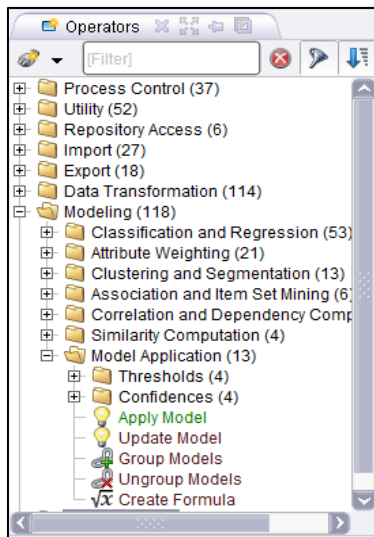 Operators
[Filter]
Process Control (37)
Utility (52)
Repository Access (6)
Import (27)
Export (18)
Data Transformation (114)
Modeling (118)
Classification and Regression (53)
Attribute Weighting (21)
Clustering and Segmentation (13)
Association and Item Set Mining (6)
Correlation and Dependency Comp
Similarity Computation (4)
Model Application (13)
Thresholds (4)
Confidences (4)
Apply Model
Update Model
Group Models
Ungroup Models
√x Create Formula